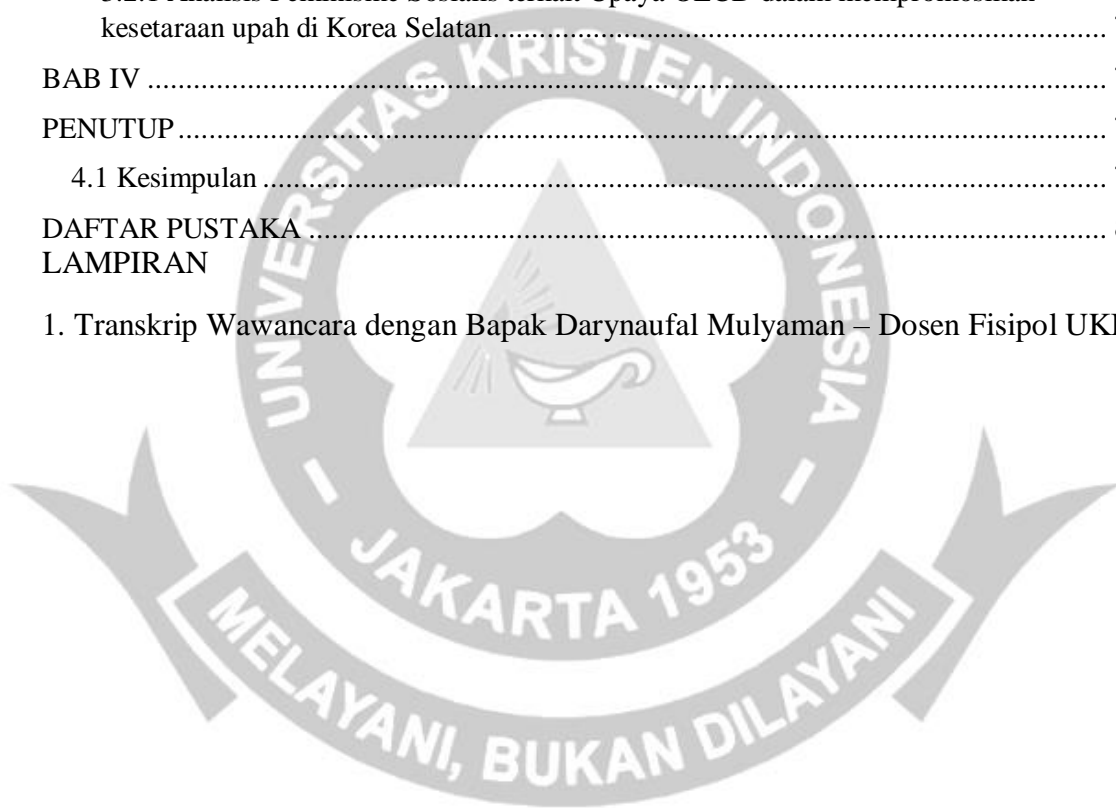 kesetaraan upah di Korea Selatan
BAB IV
PENUTUP
4.1 Kesimpulan
DAFTAR PUSTAKA
LAMPIRAN
1. Transkrip Wawancara dengan Bapak Darynaufal Mulyaman – Dosen Fisipol
UNIVERSITAS KRISTEN INDONESIA
- JAKARTA 1953 -
MELAYANI, BUKAN DILAYANI